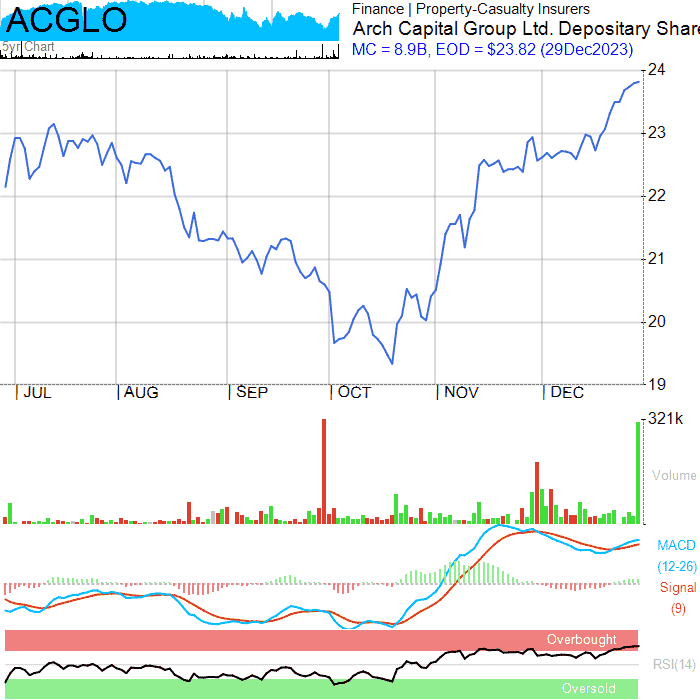 ACGLO
5yr Chart
Finance | Property-Casualty Insurers
Arch Capital Group Ltd. Depositary Share
MC = 8.9B, EOD = $23.82 (29Dec2023)
24
23
22
21
20
19
JUL AUG SEP OCT NOV DEC
321k
Volume
MACD
(12-26)
Signal
(9)
Overbought
RSI(14)
Oversold